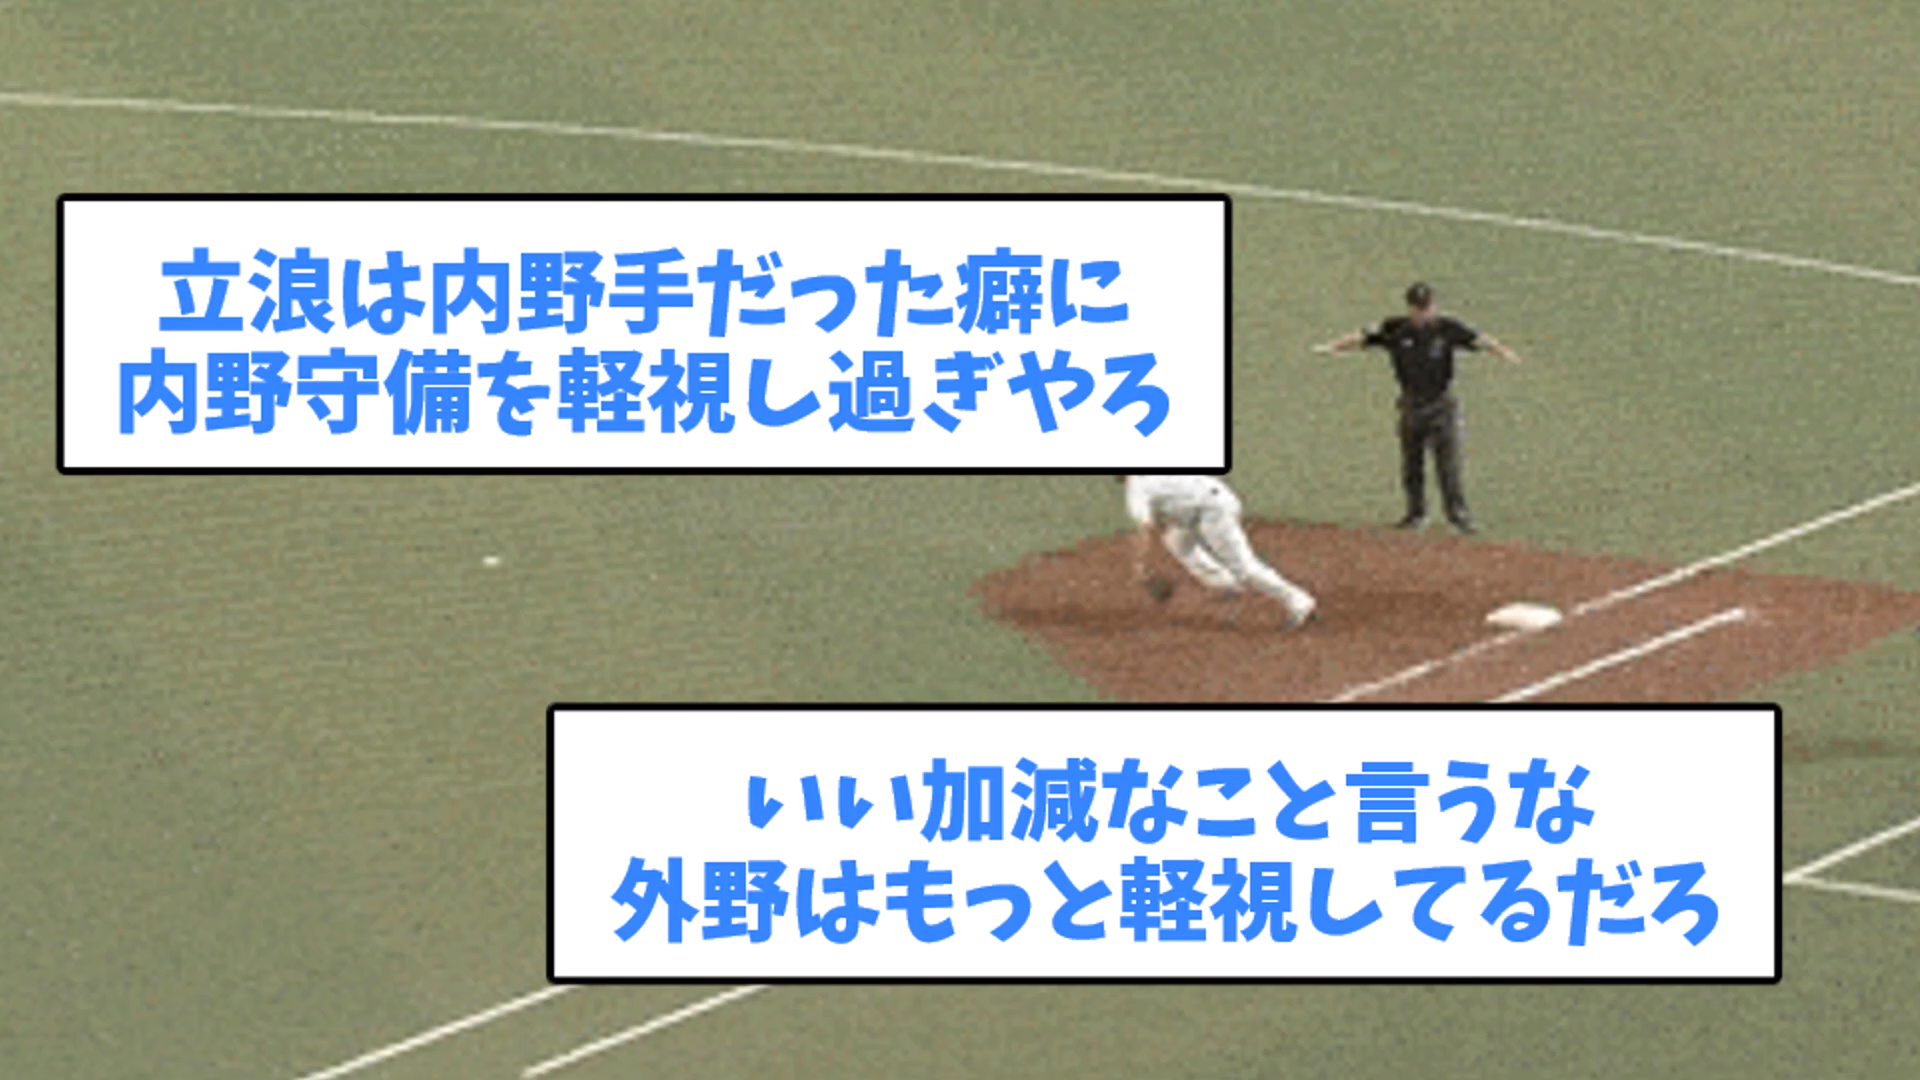 立浪は内野手だった癖に
内野守備を軽視し過ぎやろ
いい加減なこと言うな
外野はもっと軽視してるだろ